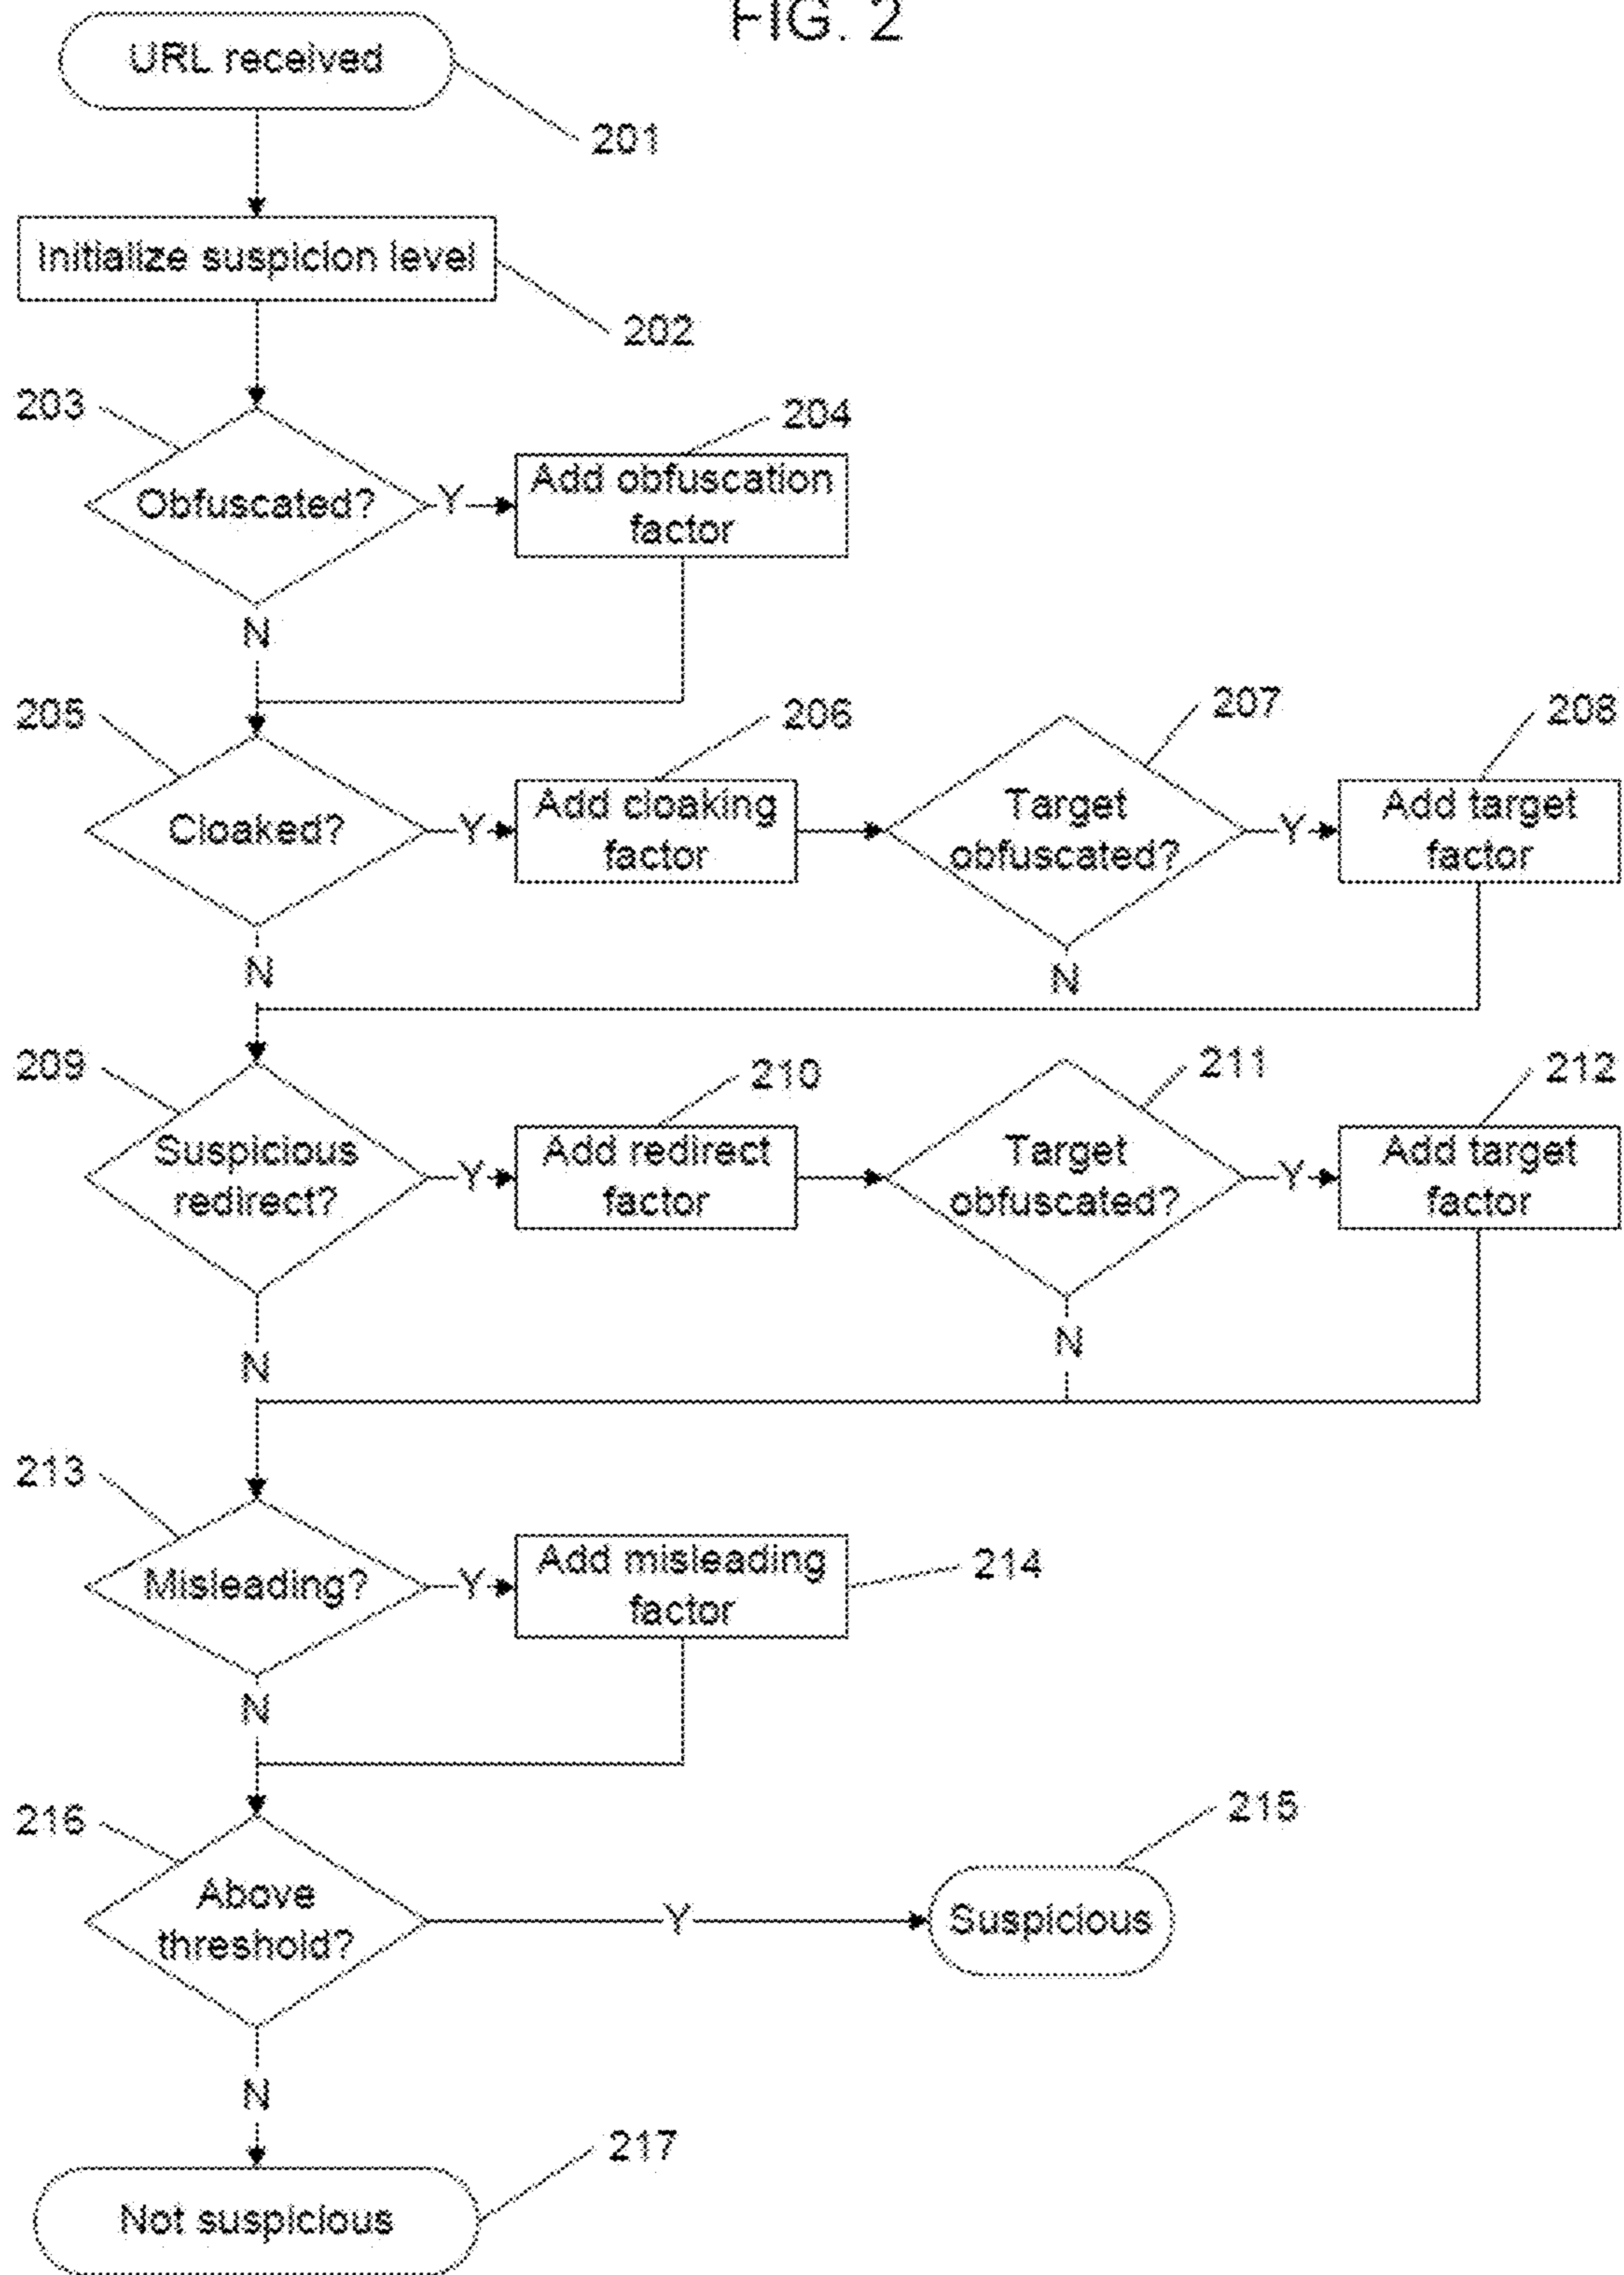 FIG. 2
URL received
201
Initialize suspicion level
202
203
204
Obfuscated?
Y
Add obfuscation
factor
N
205
206
207
208
Cloaked?
Y
Add cloaking
factor
Target
obfuscated?
Y
Add target
factor
N
N
209
210
211
212
Suspicious
redirect?
Y
Add redirect
factor
Target
obfuscated?
Y
Add target
factor
N
N
213
Misleading?
Y
Add misleading
factor
214
N
216
215
Above
threshold?
Y
Suspicious
N
217
Not suspicious